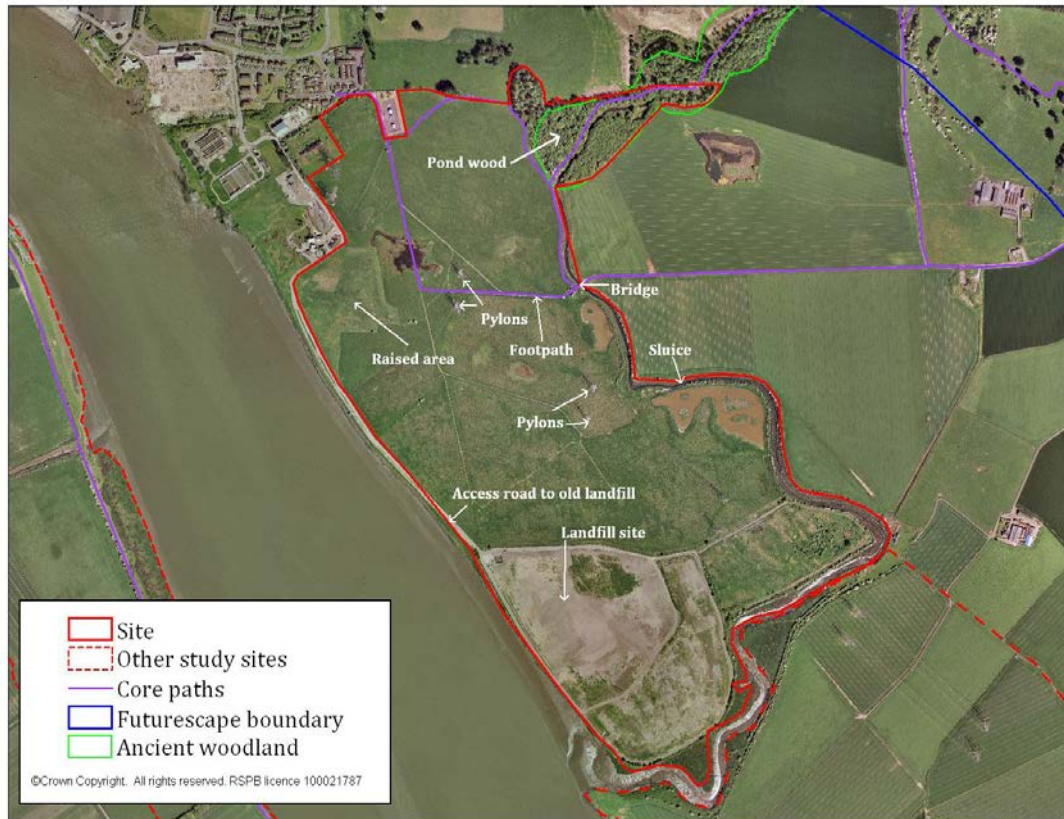 Pond wood
Bridge
Pylons
Footpath
Raised area
Sluice
Pylons
Access road to old landfill
Landfill site
Site
Other study sites
Core paths
Futurescape boundary
Ancient woodland
©Crown Copyright. All rights reserved. RSPB licence 100021787